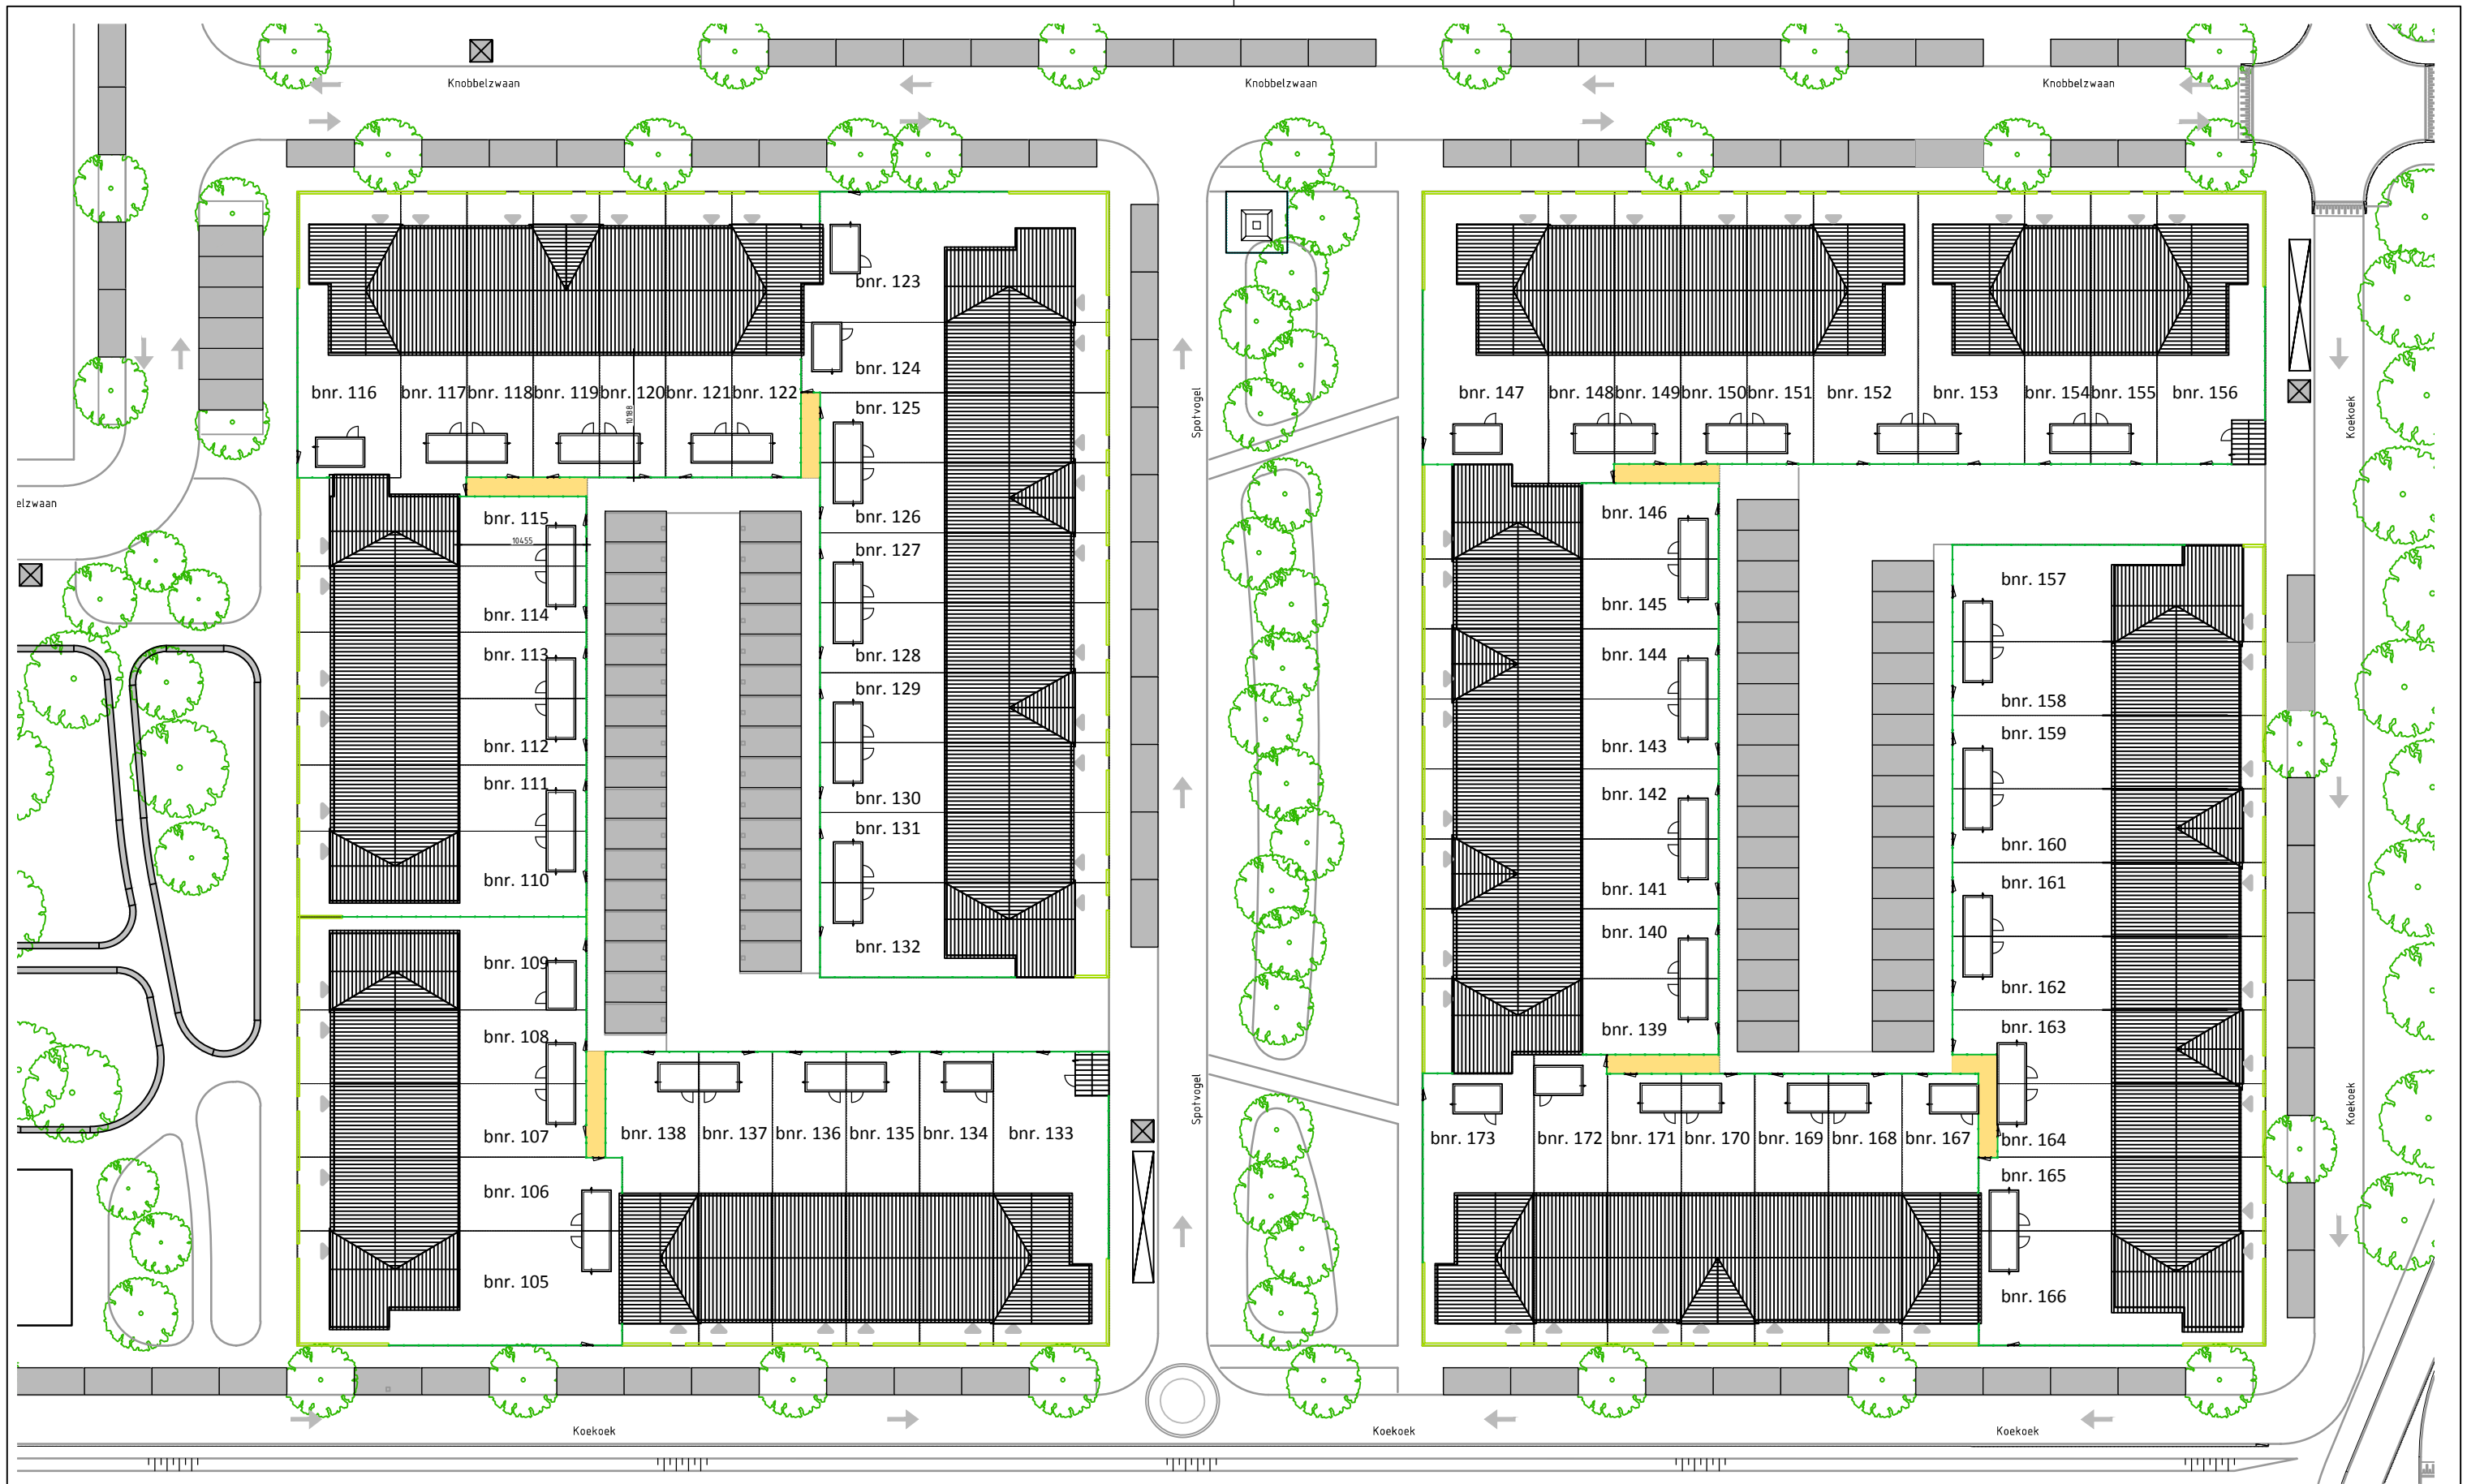 Knobbelzwaan
Knobbelzwaan
Knobbelzwaan
bnr. 123
bnr. 124
bnr. 116
bnr. 117
bnr. 118
bnr. 119
bnr. 120
bnr. 121
bnr. 122
10188
bnr. 125
Spotvogel
bnr. 147
bnr. 148
bnr. 149
bnr. 150
bnr. 151
bnr. 152
bnr. 153
bnr. 154
bnr. 155
bnr. 156
Koekoek
elzwaan
bnr. 115
10455
bnr. 126
bnr. 127
bnr. 114
bnr. 113
bnr. 128
bnr. 129
bnr. 112
bnr. 111
bnr. 130
bnr. 131
bnr. 110
bnr. 132
bnr. 109
bnr. 108
bnr. 107
bnr. 106
bnr. 105
bnr. 138
bnr. 137
bnr. 136
bnr. 135
bnr. 134
bnr. 133
Spotvogel
bnr. 146
bnr. 145
bnr. 144
bnr. 143
bnr. 142
bnr. 141
bnr. 140
bnr. 139
bnr. 157
bnr. 158
bnr. 159
bnr. 160
bnr. 161
bnr. 162
bnr. 163
bnr. 164
bnr. 165
bnr. 166
bnr. 173
bnr. 172
bnr. 171
bnr. 170
bnr. 169
bnr. 168
bnr. 167
Koekoek
Koekoek
Koekoek
Koekoek